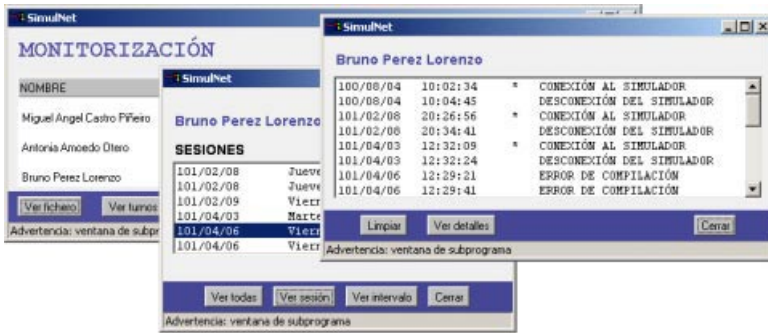 SimulNet
MONITORIZACIÓN
NOMBRE
Miguel Angel Castro Piñeiro
Antonia Amoedo Otero
Bruno Perez Lorenzo
Ver fichero Ver turnos
Advertencia: ventana de subpr
SimulNet
Bruno Perez Lorenzo
SESIONES
101/02/08 Jueve
101/02/08 Jueve
101/02/09 Viern
101/04/03 Marte
101/04/06 Viern
101/04/06 Viern
Ver todas Ver sesión Ver intervalo Cerrar
Advertencia: ventana de subprograma
SimulNet
Bruno Perez Lorenzo
100/08/04 10:02:34 * CONEXIÓN AL SIMULADOR
100/08/04 10:04:45 DESCONEXIÓN DEL SIMULADOR
101/02/08 20:26:56 * CONEXIÓN AL SIMULADOR
101/02/08 20:34:41 DESCONEXIÓN DEL SIMULADOR
101/04/03 12:32:09 * CONEXIÓN AL SIMULADOR
101/04/03 12:32:24 DESCONEXIÓN DEL SIMULADOR
101/04/06 12:29:21 ERROR DE COMPILACIÓN
101/04/06 12:29:41 ERROR DE COMPILACIÓN
Limpiar Ver detalles Cerrar
Advertencia: ventana de subprograma